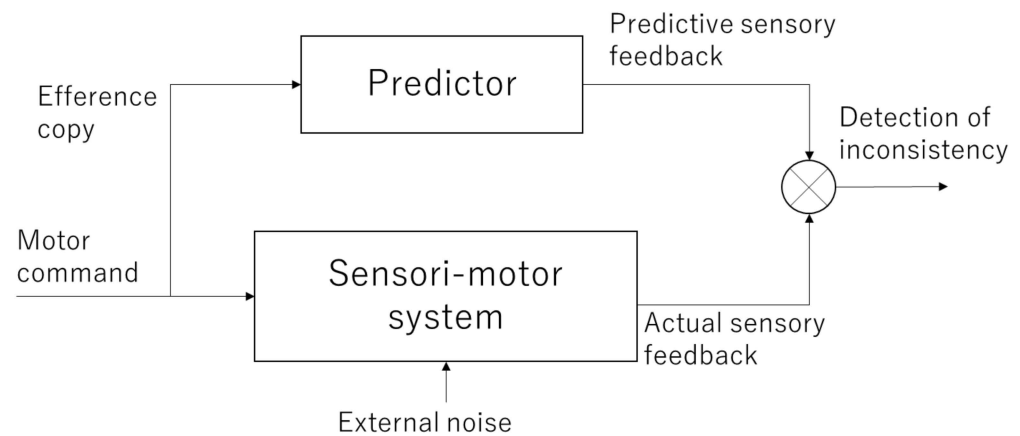 Predictive sensory
feedback
Predictor
Efference
copy
Detection of
inconsistency
Motor
command
Sensori-motor
system
Actual sensory
feedback
External noise